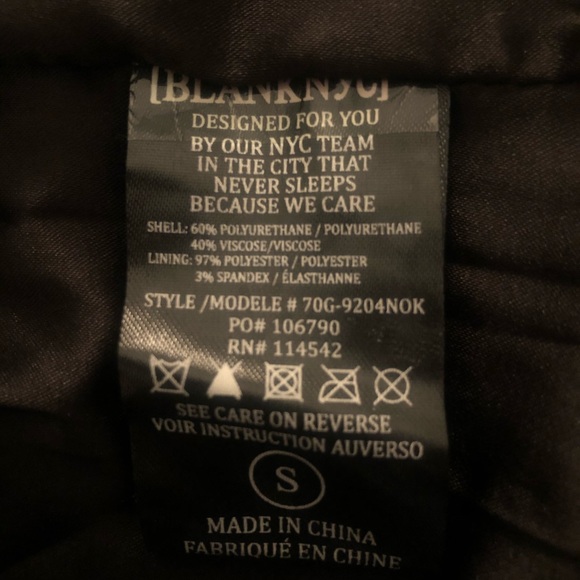 [BLANKNYC]
DESIGNED FOR YOU
BY OUR NYC TEAM
IN THE CITY THAT
NEVER SLEEPS
BECAUSE WE CARE
SHELL: 60% POLYURETHANE / POLYURETHANE
40% VISCOSE/VISCOSE
LINING: 97% POLYESTER / POLYESTER
3% SPANDEX / ÉLASTHANNE
STYLE /MODELE # 70G-9204NOK
PO# 106790
RN# 114542
SEE CARE ON REVERSE
VOIR INSTRUCTION AUVERSO
S
MADE IN CHINA
FABRIQUÉ EN CHINE